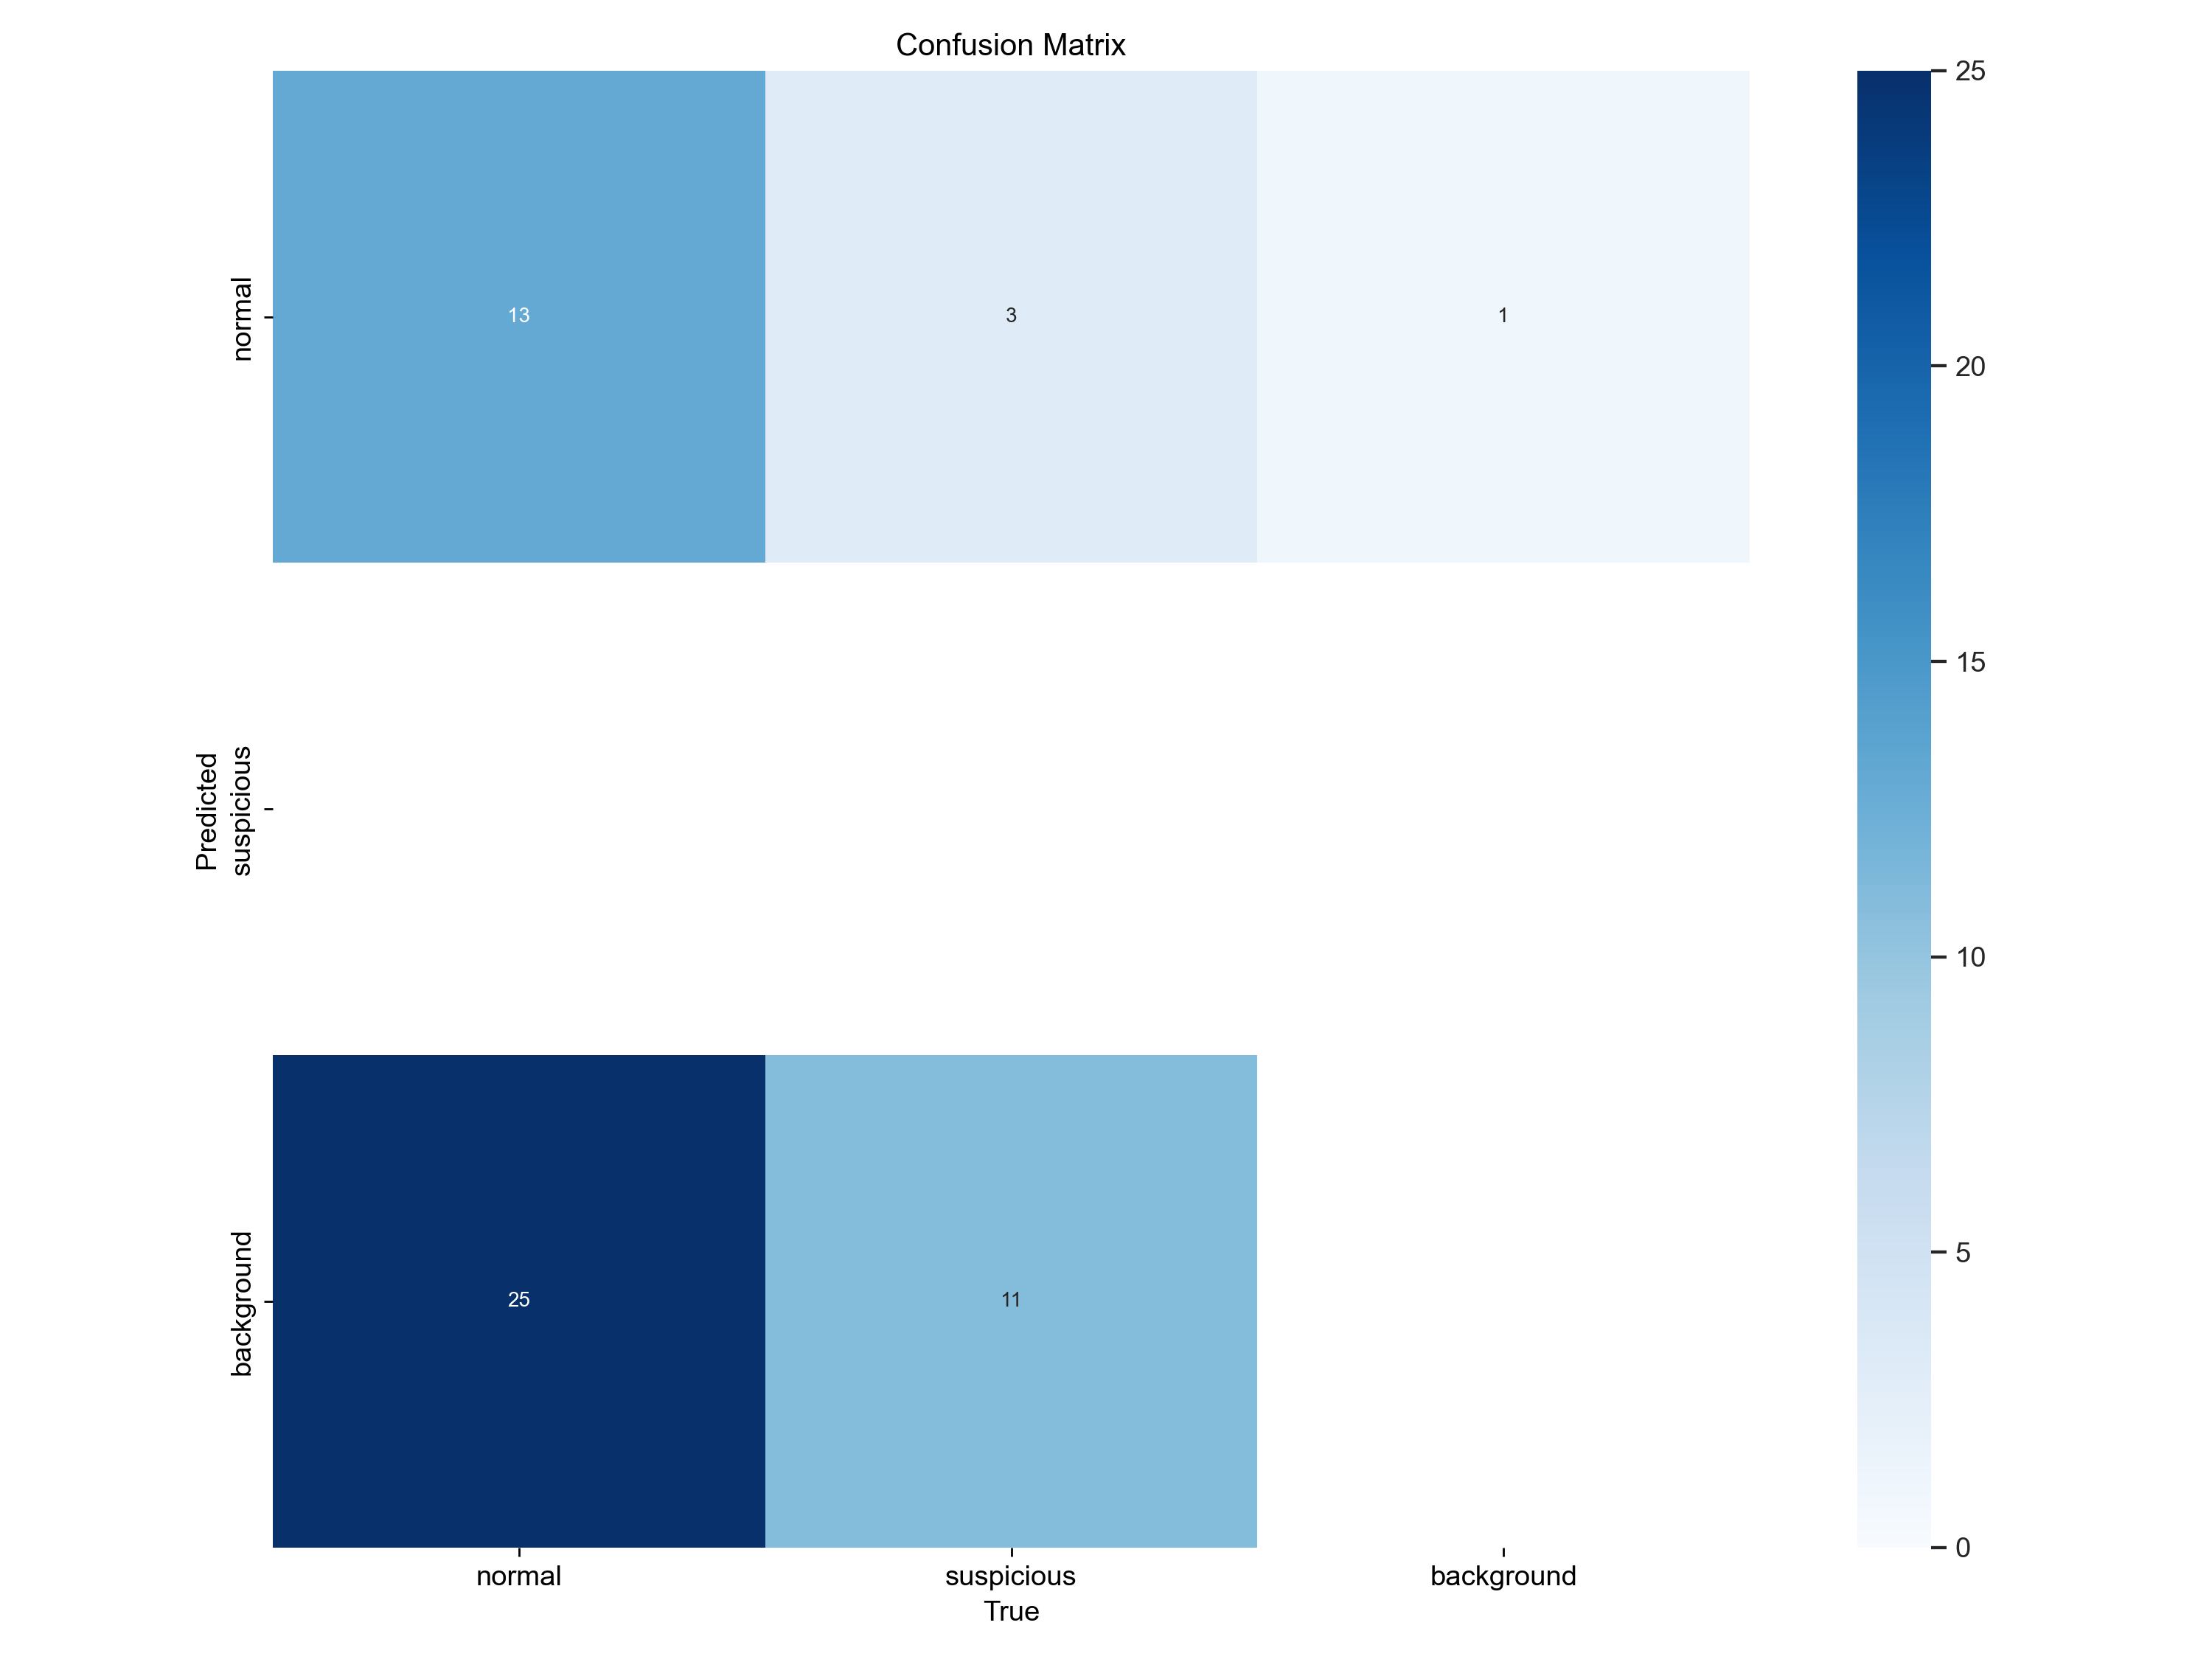 Confusion Matrix
normal
13
3
1
Predicted
suspicious
background
25
11
normal
suspicious
background
True
25
20
15
10
5
0